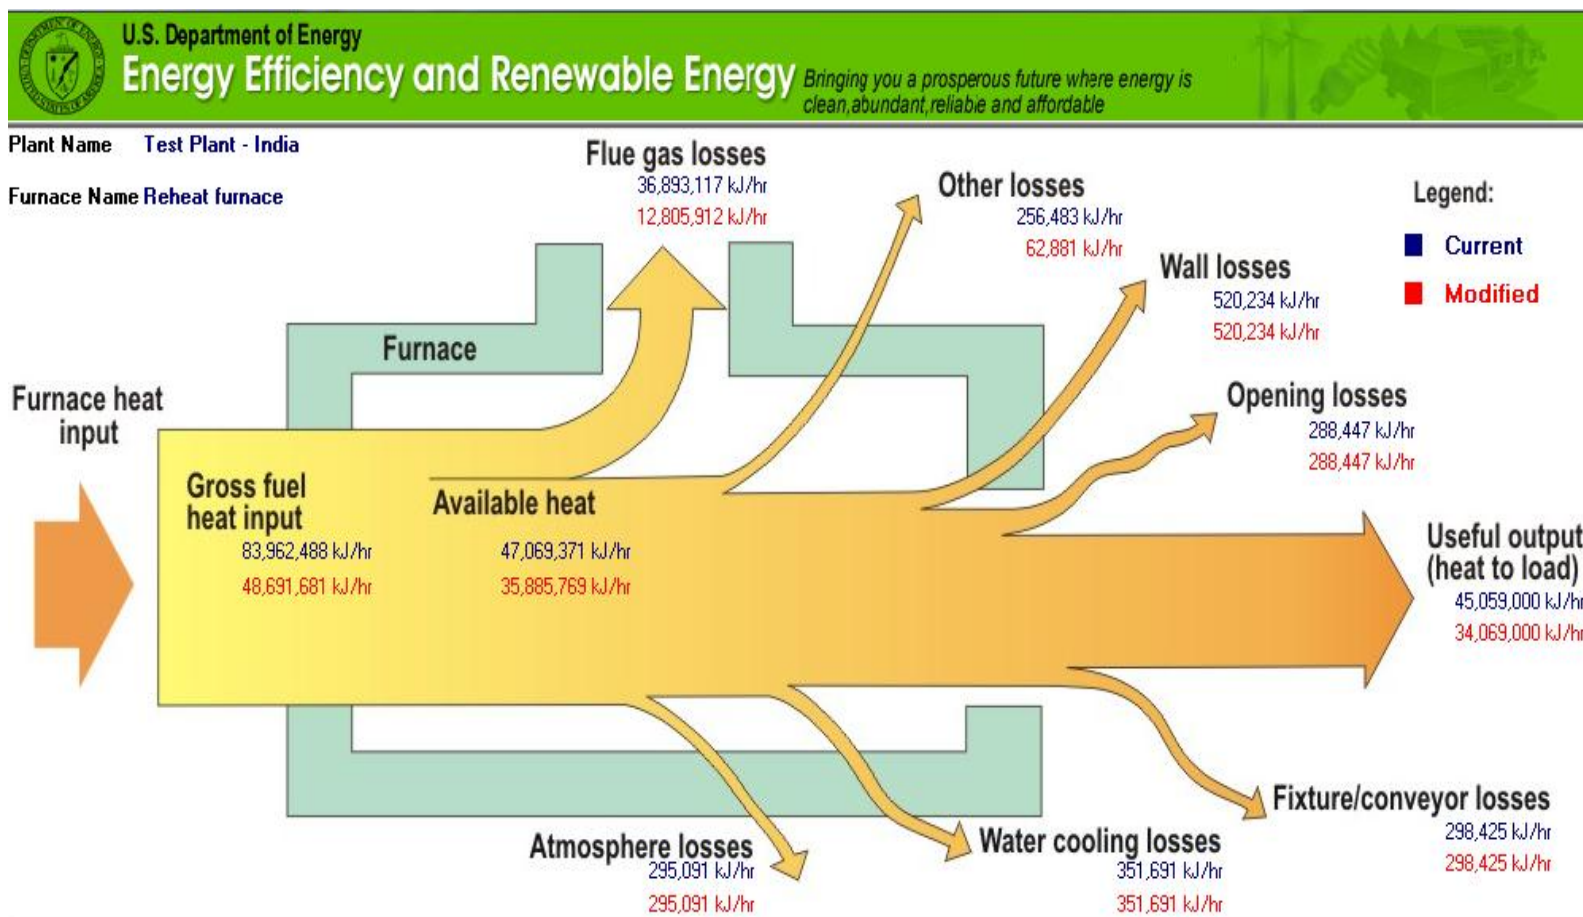 U.S. Department of Energy
Energy Efficiency and Renewable Energy
Bringing you a prosperous future where energy is
clean,abundant,reliable and affordable
Plant Name Test Plant - India
Furnace Name Reheat furnace
Flue gas losses
36,893,117 kJ/hr
12,805,912 kJ/hr
Other losses
256,483 kJ/hr
62,881 kJ/hr
Wall losses
520,234 kJ/hr
520,234 kJ/hr
Legend:
Current
Modified
Furnace
Furnace heat
input
Opening losses
288,447 kJ/hr
288,447 kJ/hr
Gross fuel
heat input
83,962,488 kJ/hr
48,691,681 kJ/hr
Available heat
47,069,371 kJ/hr
35,885,769 kJ/hr
Useful output
(heat to load)
45,059,000 kJ/hr
34,069,000 kJ/hr
Atmosphere losses
295,091 kJ/hr
295,091 kJ/hr
Water cooling losses
351,691 kJ/hr
351,691 kJ/hr
Fixture/conveyor losses
298,425 kJ/hr
298,425 kJ/hr